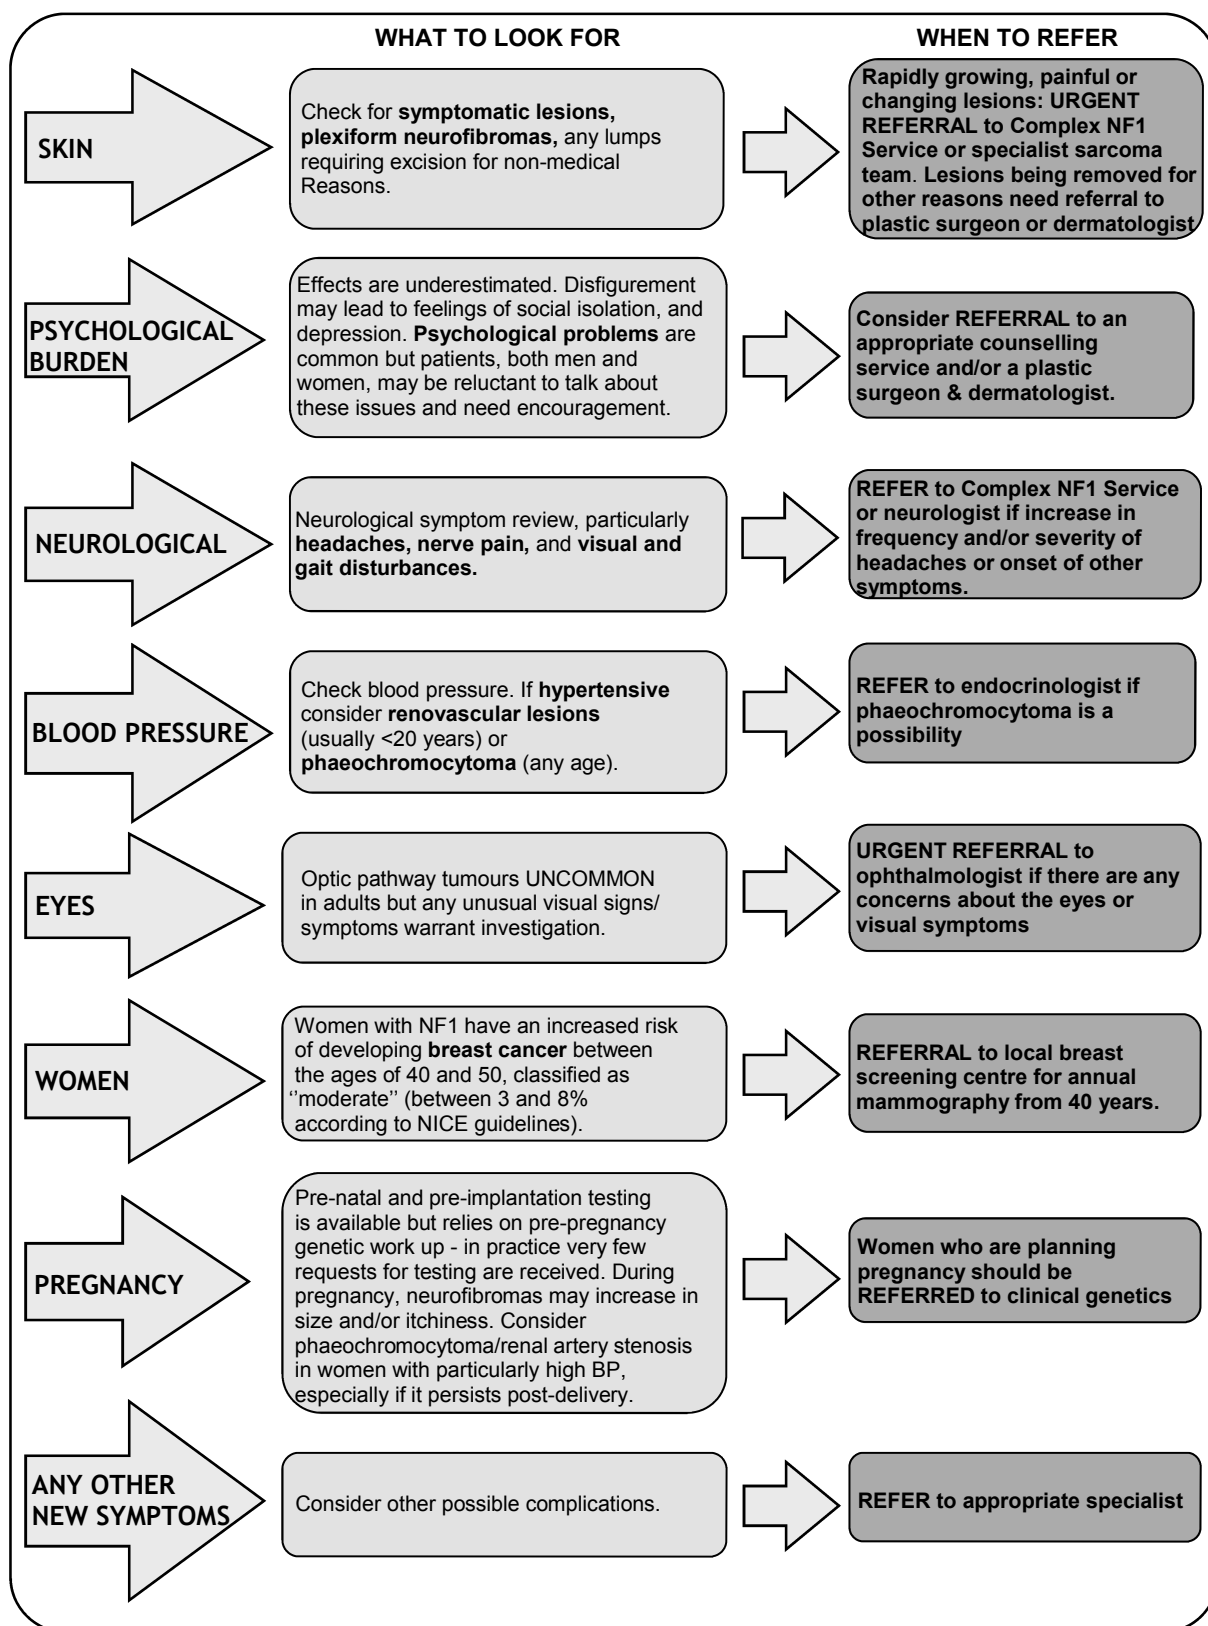 WHAT TO LOOK FOR
WHEN TO REFER
SKIN
Check for symptomatic lesions,
plexiform neurofibromas, any lumps
requiring excision for non-medical
Reasons.
Rapidly growing, painful or
changing lesions: URGENT
REFERRAL to Complex NF1
Service or specialist sarcoma
team. Lesions being removed for
other reasons need referral to
plastic surgeon or dermatologist
PSYCHOLOGICAL
BURDEN
Effects are underestimated. Disfigurement
may lead to feelings of social isolation, and
depression. Psychological problems are
common but patients, both men and
women, may be reluctant to talk about
these issues and need encouragement.
Consider REFERRAL to an
appropriate counselling
service and/or a plastic
surgeon & dermatologist.
NEUROLOGICAL
Neurological symptom review, particularly
headaches, nerve pain, and visual and
gait disturbances.
REFER to Complex NF1 Service
or neurologist if increase in
frequency and/or severity of
headaches or onset of other
symptoms.
BLOOD PRESSURE
Check blood pressure. If hypertensive
consider renovascular lesions
(usually <20 years) or
phaeochromocytoma (any age).
REFER to endocrinologist if
phaeochromocytoma is a
possibility
EYES
Optic pathway tumours UNCOMMON
in adults but any unusual visual signs/
symptoms warrant investigation.
URGENT REFERRAL to
ophthalmologist if there are any
concerns about the eyes or
visual symptoms
WOMEN
Women with NF1 have an increased risk
of developing breast cancer between
the ages of 40 and 50, classified as
‘’moderate’’ (between 3 and 8%
according to NICE guidelines).
REFERRAL to local breast
screening centre for annual
mammography from 40 years.
PREGNANCY
Pre-natal and pre-implantation testing
is available but relies on pre-pregnancy
genetic work up - in practice very few
requests for testing are received. During
pregnancy, neurofibromas may increase in
size and/or itchiness. Consider
phaeochromocytoma/renal artery stenosis
in women with particularly high BP,
especially if it persists post-delivery.
Women who are planning
pregnancy should be
REFERRED to clinical genetics
ANY OTHER
NEW SYMPTOMS
Consider other possible complications.
REFER to appropriate specialist